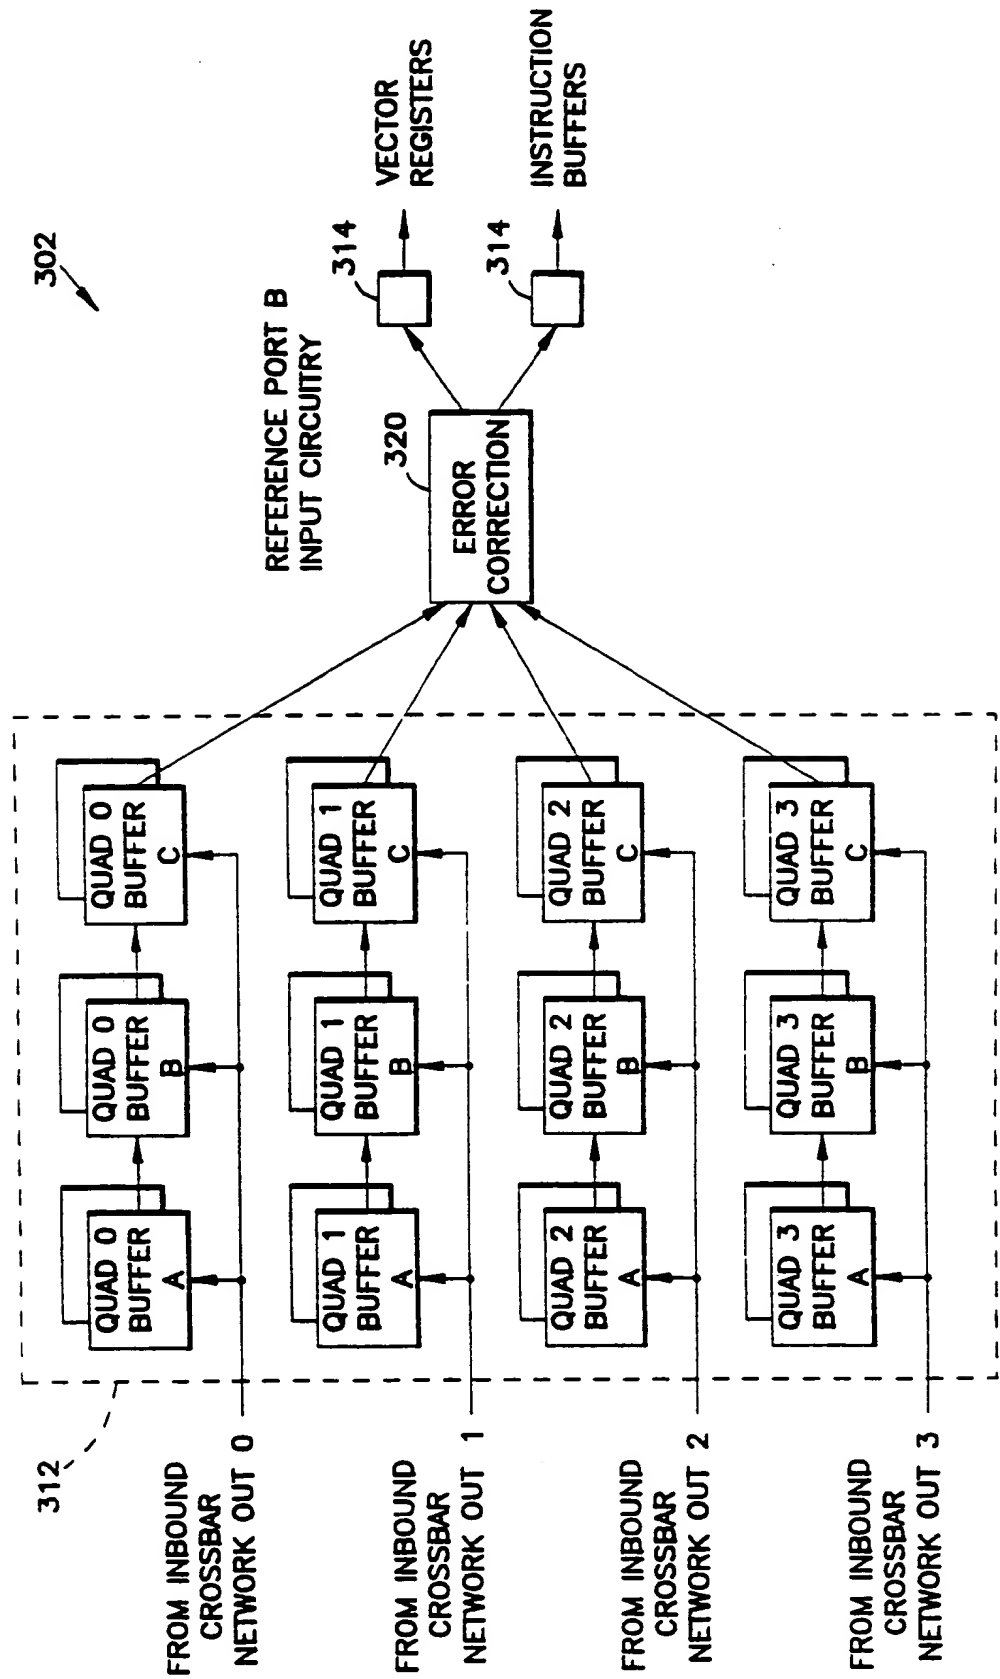 302
REFERENCE PORT B
INPUT CIRCUITRY
312
FROM INBOUND
CROSSBAR
NETWORK OUT 0
QUAD 0
BUFFER
A
QUAD 0
BUFFER
B
QUAD 0
BUFFER
C
FROM INBOUND
CROSSBAR
NETWORK OUT 1
QUAD 1
BUFFER
A
QUAD 1
BUFFER
B
QUAD 1
BUFFER
C
FROM INBOUND
CROSSBAR
NETWORK OUT 2
QUAD 2
BUFFER
A
QUAD 2
BUFFER
B
QUAD 2
BUFFER
C
FROM INBOUND
CROSSBAR
NETWORK OUT 3
QUAD 3
BUFFER
A
QUAD 3
BUFFER
B
QUAD 3
BUFFER
C
320
ERROR
CORRECTION
314
VECTOR
REGISTERS
314
INSTRUCTION
BUFFERS